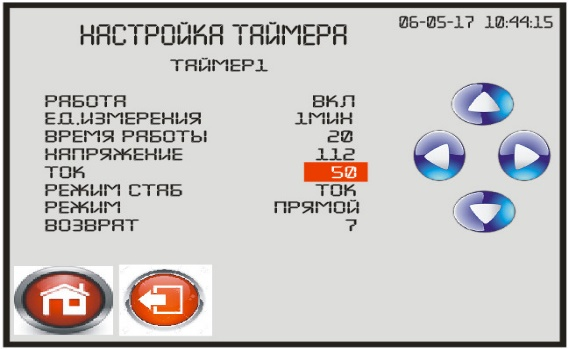 06-05-17 10:44:15
НАСТРОЙКА ТАЙМЕРА
ТАЙМЕР1
РАБОТА ВКЛ
ЕД.ИЗМЕРЕНИЯ 1МИН
ВРЕМЯ РАБОТЫ 20
НАПРЯЖЕНИЕ 112
ТОК 50
РЕЖИМ СТАБ ТОК
РЕЖИМ ПРЯМОЙ
ВОЗВРАТ 7